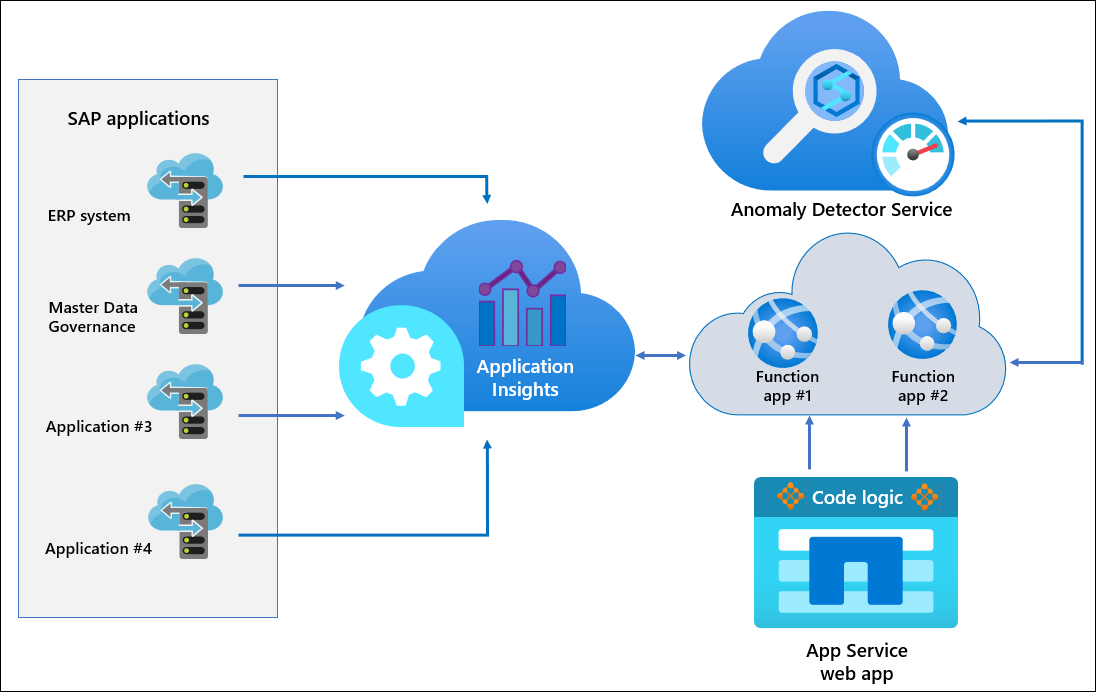 SAP applications
ERP system
Master Data
Governance
Application #3
Application #4
Application
Insights
Anomaly Detector Service
Function
app #1
Function
app #2
Code logic
App Service
web app